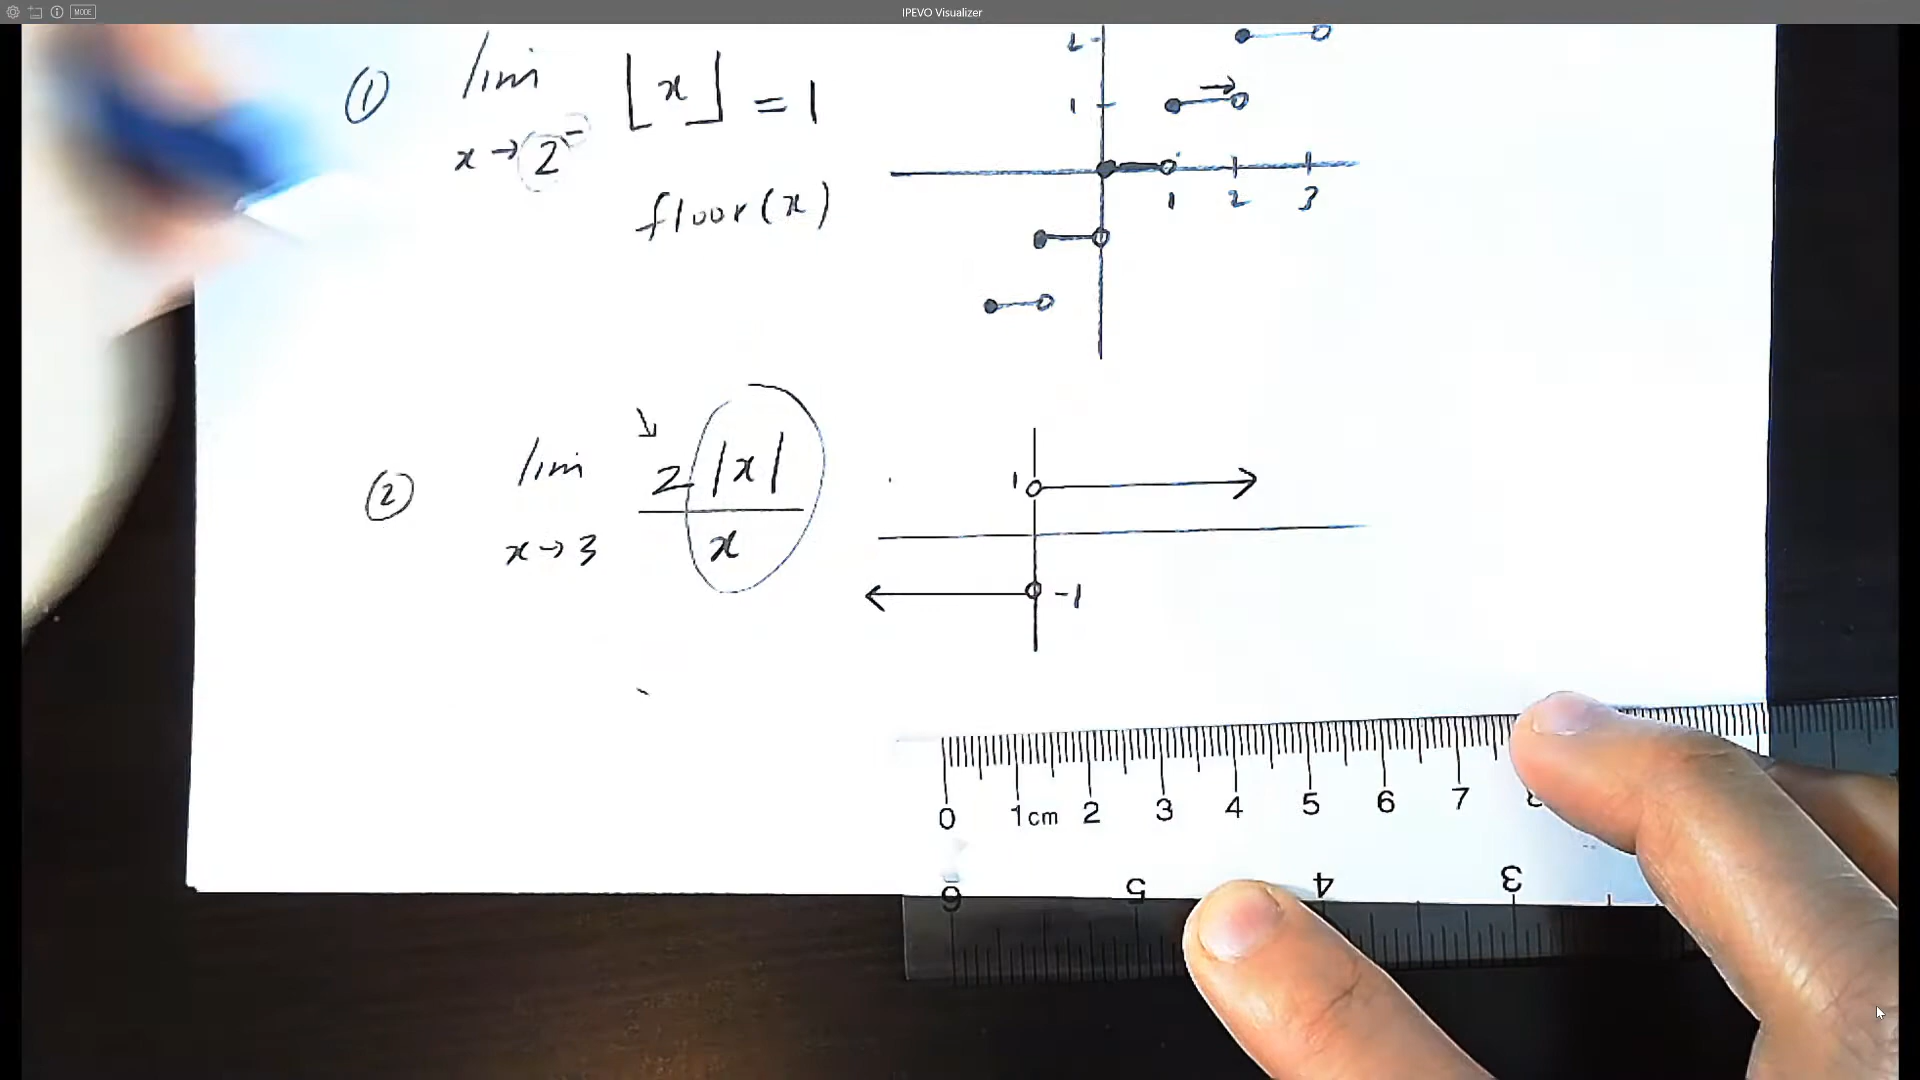 MODE
IPEVO Visualizer
① lim ⌊x⌋ = 1
x→2⁻
floor(x)
2
1
1 2 3
② lim 2|x|
x→3 x
1
-1
0 1cm 2 3 4 5 6 7
6 5 4 3